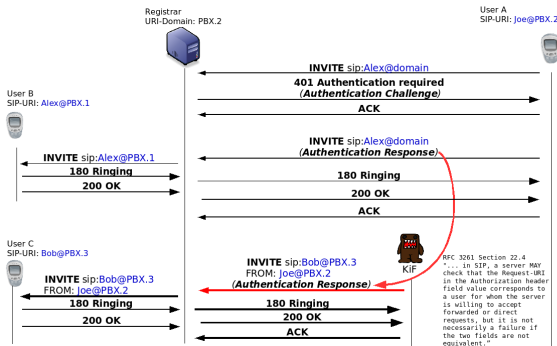 Registrar
URI-Domain: PBX.2
User A
SIP-URI: Joe@PBX.2
INVITE sip:Alex@domain
401 Authentication required
(Authentication Challenge)
ACK
User B
SIP-URI: Alex@PBX.1
INVITE sip:Alex@domain
(Authentication Response)
INVITE sip:Alex@PBX.1
180 Ringing
180 Ringing
200 OK
200 OK
ACK
User C
SIP-URI: Bob@PBX.3
KiF
INVITE sip:Bob@PBX.3
FROM: Joe@PBX.2
(Authentication Response)
INVITE sip:Bob@PBX.3
FROM: Joe@PBX.2
180 Ringing
180 Ringing
200 OK
200 OK
ACK
RFC 3261 Section 22.4
"... in SIP, a server MAY
check that the Request-URI
in the Authorization header
field value corresponds to
a user for whom the server
is willing to accept
forwarded or direct
requests, but it is not
necessarily a failure if
the two fields are not
equivalent."